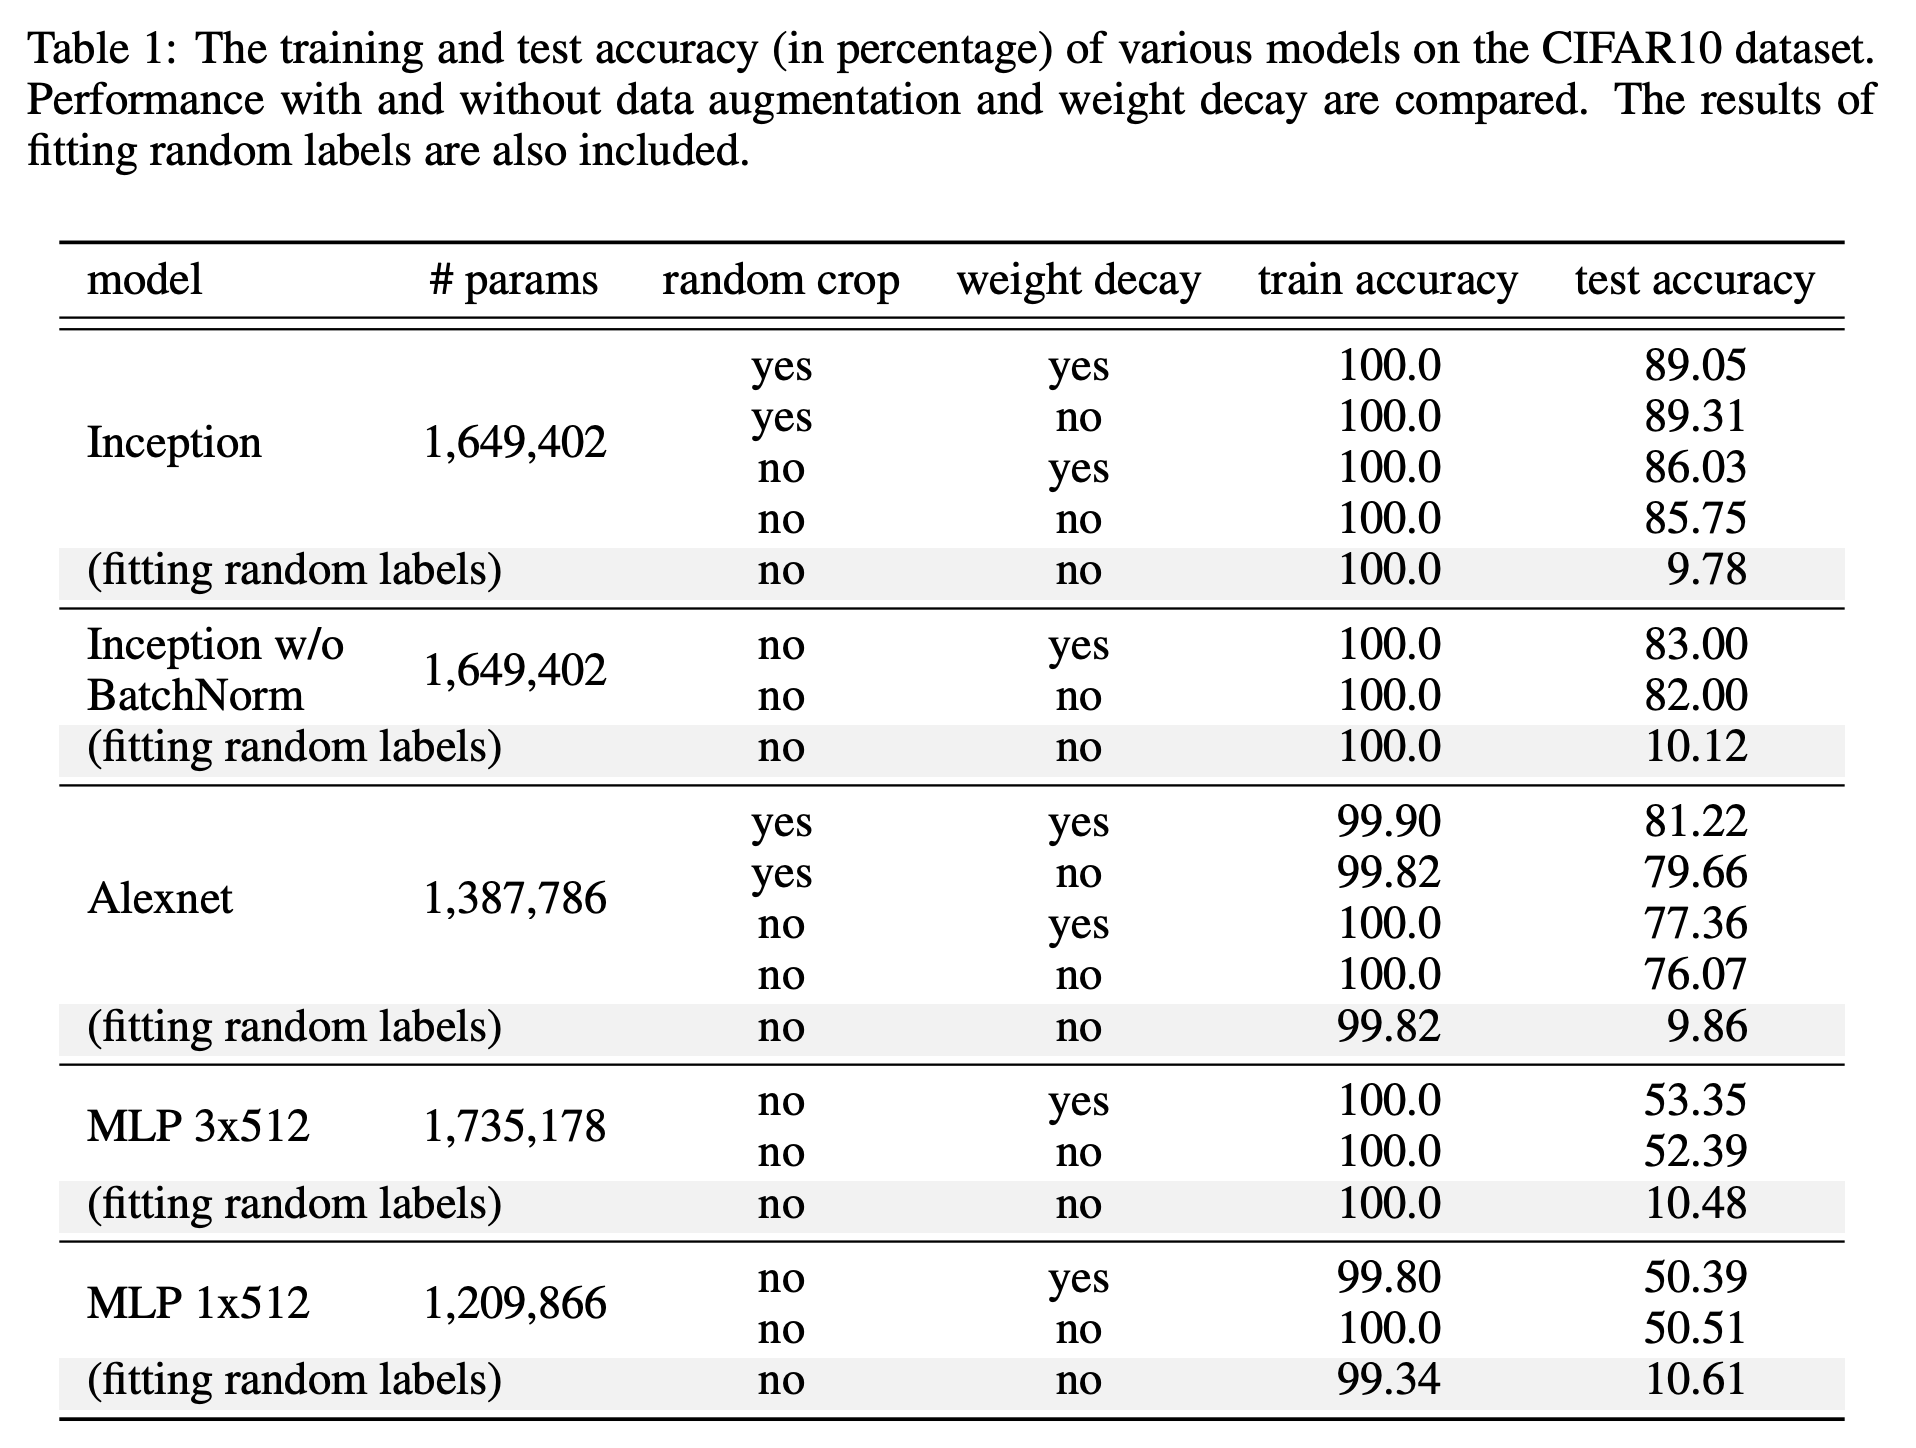 Table 1: The training and test accuracy (in percentage) of various models on the CIFAR10 dataset.
Performance with and without data augmentation and weight decay are compared. The results of
fitting random labels are also included.
model # params random crop weight decay train accuracy test accuracy
Inception 1,649,402
yes yes 100.0 89.05
yes no 100.0 89.31
no yes 100.0 86.03
no no 100.0 85.75
(fitting random labels) no no 100.0 9.78
Inception w/o no yes 100.0 83.00
1,649,402
BatchNorm no no 100.0 82.00
(fitting random labels) no no 100.0 10.12
Alexnet 1,387,786
yes yes 99.90 81.22
yes no 99.82 79.66
no yes 100.0 77.36
no no 100.0 76.07
(fitting random labels) no no 99.82 9.86
MLP 3x512 1,735,178
no yes 100.0 53.35
no no 100.0 52.39
(fitting random labels) no no 100.0 10.48
MLP 1x512 1,209,866
no yes 99.80 50.39
no no 100.0 50.51
(fitting random labels) no no 99.34 10.61